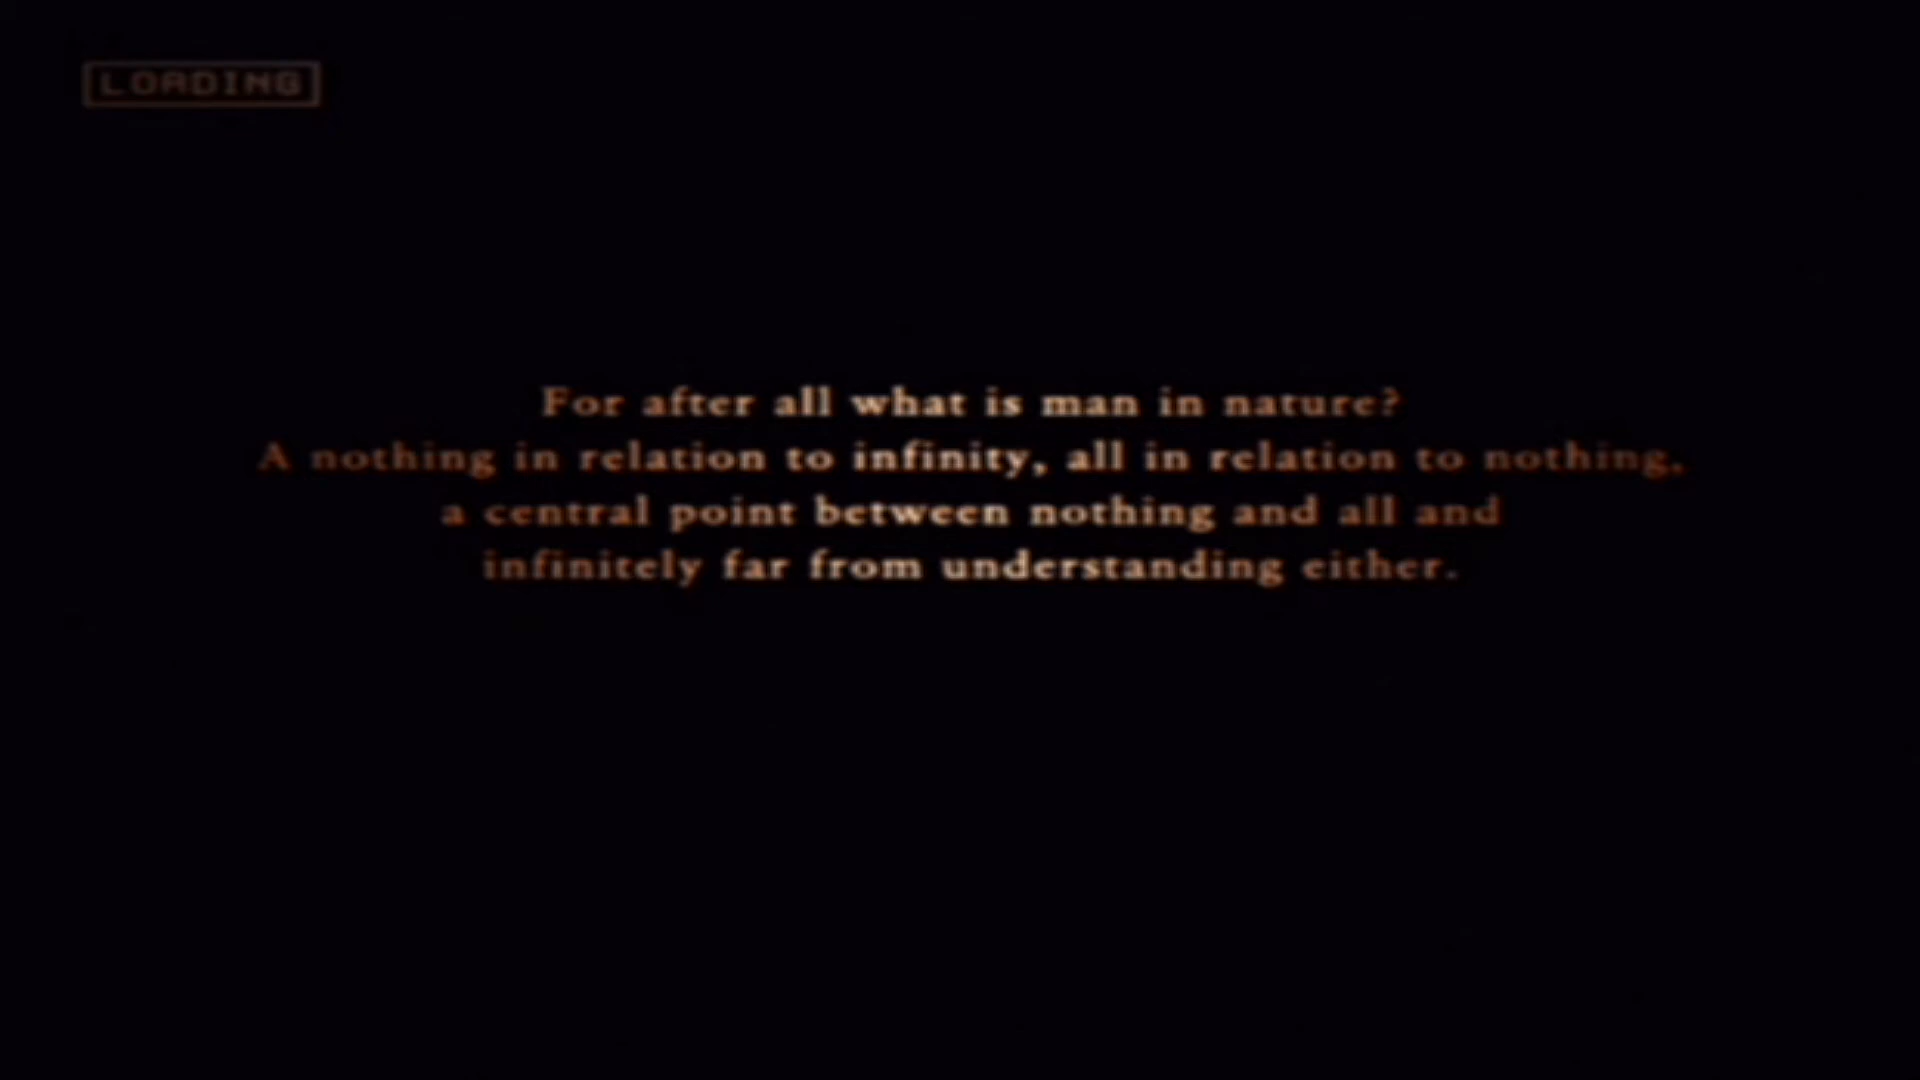 LOADING
For after all what is man in nature?
A nothing in relation to infinity, all in relation to nothing,
a central point between nothing and all and
infinitely far from understanding either.